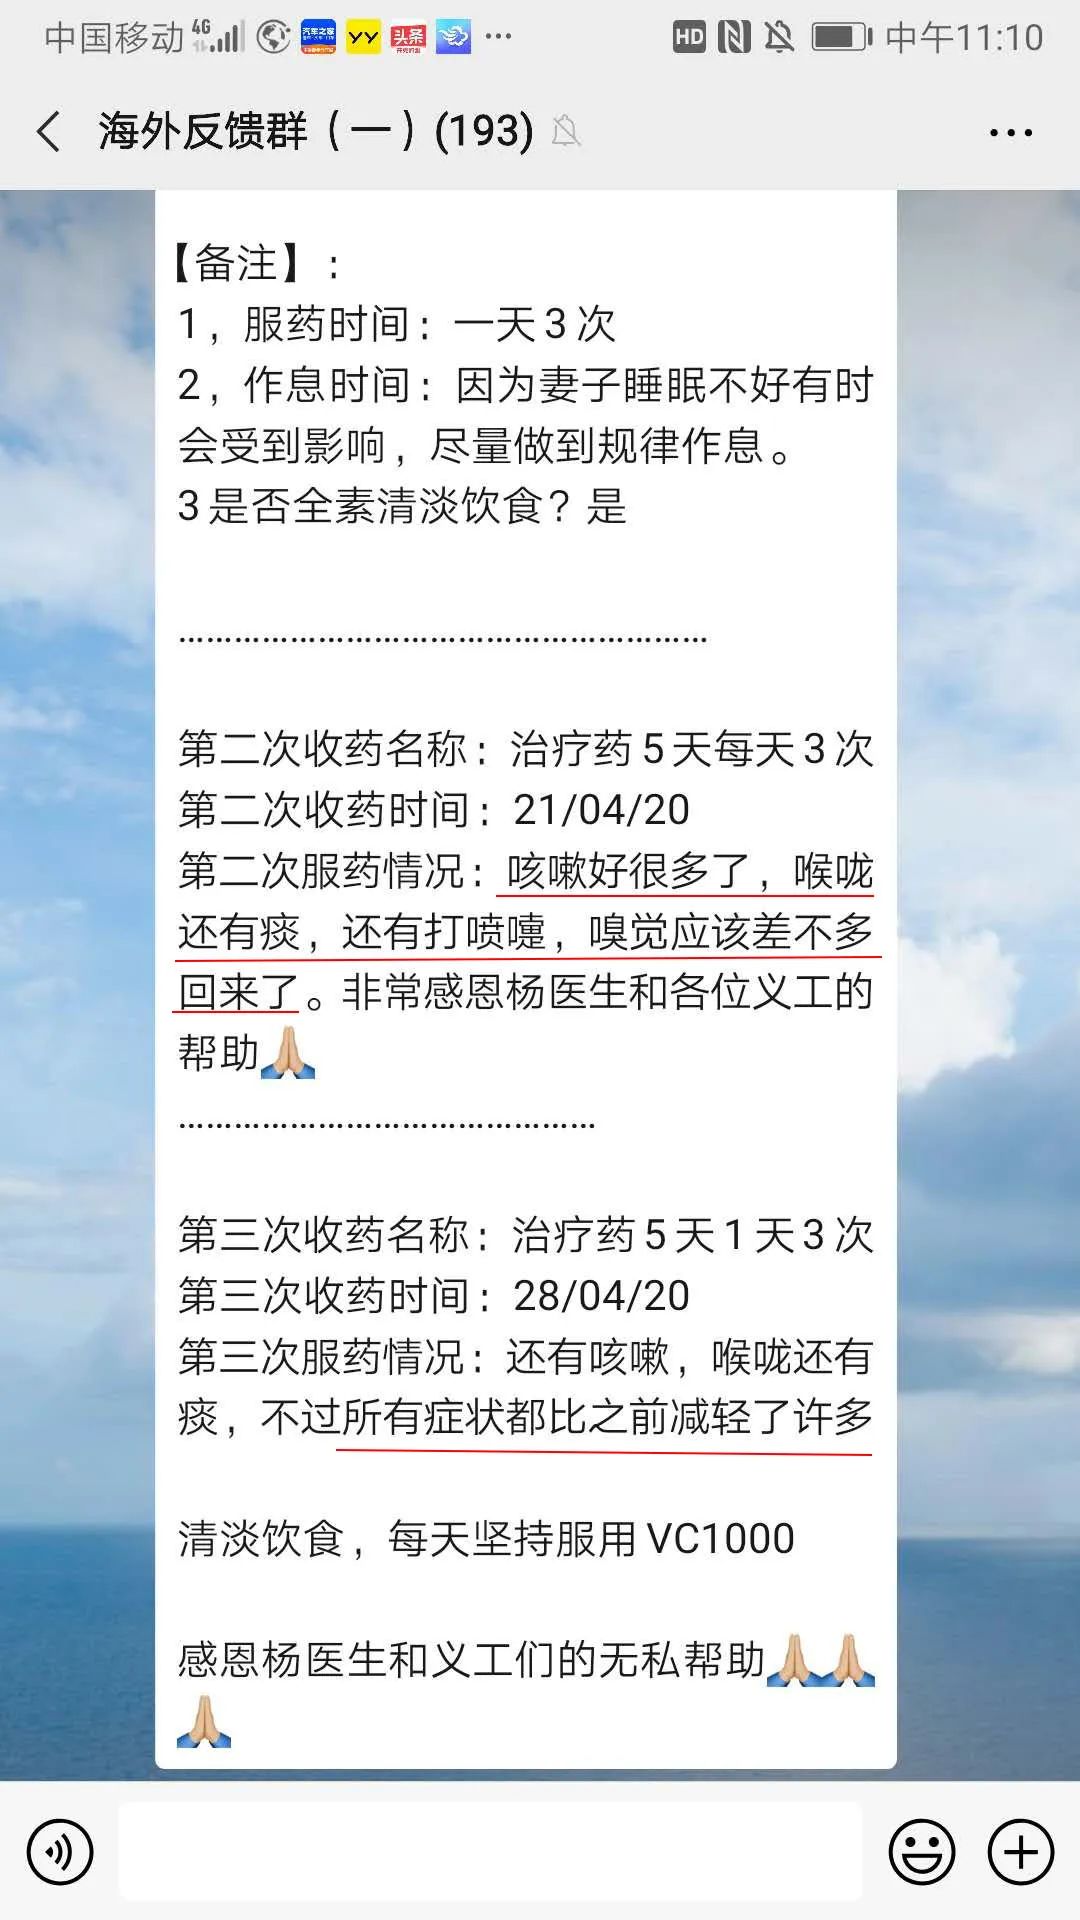 中国移动 4G 汽车之家 YY 头条 HD 中午11:10
海外反馈群（一）(193)
【备注】:
1，服药时间：一天3次
2，作息时间：因为妻子睡眠不好有时
会受到影响，尽量做到规律作息。
3是否全素清淡饮食？是
…………………………………………………
第二次收药名称：治疗药5天每天3次
第二次收药时间：21/04/20
第二次服药情况：咳嗽好很多了，喉咙
还有痰，还有打喷嚏，嗅觉应该差不多
回来了。非常感恩杨医生和各位义工的
帮助🙏🏼
………………………………………
第三次收药名称：治疗药5天1天3次
第三次收药时间：28/04/20
第三次服药情况：还有咳嗽，喉咙还有
痰，不过所有症状都比之前减轻了许多
清淡饮食，每天坚持服用VC1000
感恩杨医生和义工们的无私帮助🙏🏼🙏🏼
🙏🏼